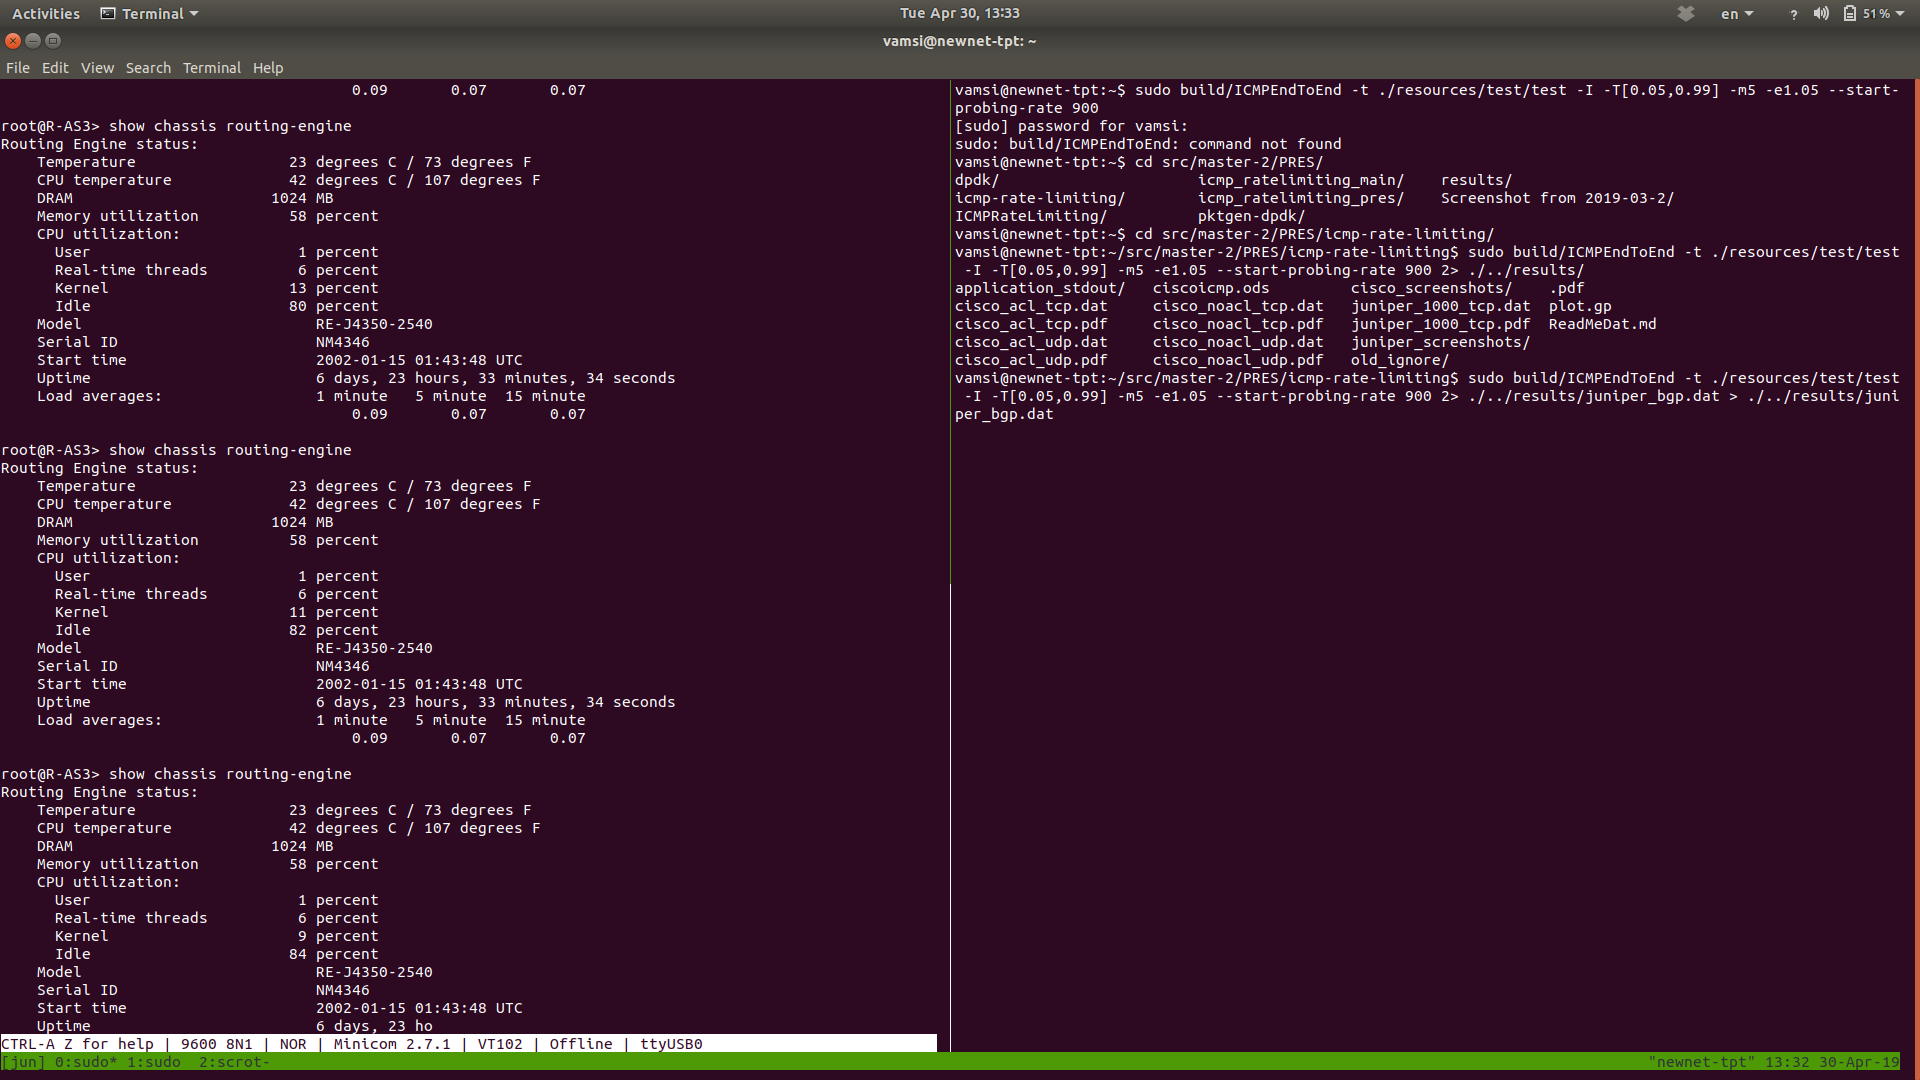 Activities Terminal Tue Apr 30, 13:33 en ? 51 %
vamsi@newnet-tpt: ~
File Edit View Search Terminal Help
0.09 0.07 0.07
root@R-AS3> show chassis routing-engine
Routing Engine status:
Temperature 23 degrees C / 73 degrees F
CPU temperature 42 degrees C / 107 degrees F
DRAM 1024 MB
Memory utilization 58 percent
CPU utilization:
User 1 percent
Real-time threads 6 percent
Kernel 13 percent
Idle 80 percent
Model RE-J4350-2540
Serial ID NM4346
Start time 2002-01-15 01:43:48 UTC
Uptime 6 days, 23 hours, 33 minutes, 34 seconds
Load averages: 1 minute 5 minute 15 minute
0.09 0.07 0.07
root@R-AS3> show chassis routing-engine
Routing Engine status:
Temperature 23 degrees C / 73 degrees F
CPU temperature 42 degrees C / 107 degrees F
DRAM 1024 MB
Memory utilization 58 percent
CPU utilization:
User 1 percent
Real-time threads 6 percent
Kernel 11 percent
Idle 82 percent
Model RE-J4350-2540
Serial ID NM4346
Start time 2002-01-15 01:43:48 UTC
Uptime 6 days, 23 hours, 33 minutes, 34 seconds
Load averages: 1 minute 5 minute 15 minute
0.09 0.07 0.07
root@R-AS3> show chassis routing-engine
Routing Engine status:
Temperature 23 degrees C / 73 degrees F
CPU temperature 42 degrees C / 107 degrees F
DRAM 1024 MB
Memory utilization 58 percent
CPU utilization:
User 1 percent
Real-time threads 6 percent
Kernel 9 percent
Idle 84 percent
Model RE-J4350-2540
Serial ID NM4346
Start time 2002-01-15 01:43:48 UTC
Uptime 6 days, 23 ho
CTRL-A Z for help | 9600 8N1 | NOR | Minicom 2.7.1 | VT102 | Offline | ttyUSB0
vamsi@newnet-tpt:~$ sudo build/ICMPEndToEnd -t ./resources/test/test -I -T[0.05,0.99] -m5 -e1.05 --start-
probing-rate 900
[sudo] password for vamsi:
sudo: build/ICMPEndToEnd: command not found
vamsi@newnet-tpt:~$ cd src/master-2/PRES/
dpdk/ icmp_ratelimiting_main/ results/
icmp-rate-limiting/ icmp_ratelimiting_pres/ Screenshot from 2019-03-2/
ICMPRateLimiting/ pktgen-dpdk/
vamsi@newnet-tpt:~$ cd src/master-2/PRES/icmp-rate-limiting/
vamsi@newnet-tpt:~/src/master-2/PRES/icmp-rate-limiting$ sudo build/ICMPEndToEnd -t ./resources/test/test
-I -T[0.05,0.99] -m5 -e1.05 --start-probing-rate 900 2> ./../results/
application_stdout/ ciscoicmp.ods cisco_screenshots/ .pdf
cisco_acl_tcp.dat cisco_noacl_tcp.dat juniper_1000_tcp.dat plot.gp
cisco_acl_tcp.pdf cisco_noacl_tcp.pdf juniper_1000_tcp.pdf ReadMeDat.md
cisco_acl_udp.dat cisco_noacl_udp.dat juniper_screenshots/
cisco_acl_udp.pdf cisco_noacl_udp.pdf old_ignore/
vamsi@newnet-tpt:~/src/master-2/PRES/icmp-rate-limiting$ sudo build/ICMPEndToEnd -t ./resources/test/test
-I -T[0.05,0.99] -m5 -e1.05 --start-probing-rate 900 2> ./../results/juniper_bgp.dat > ./../results/juni
per_bgp.dat
[jun] 0:sudo* 1:sudo 2:scrot- "newnet-tpt" 13:32 30-Apr-19